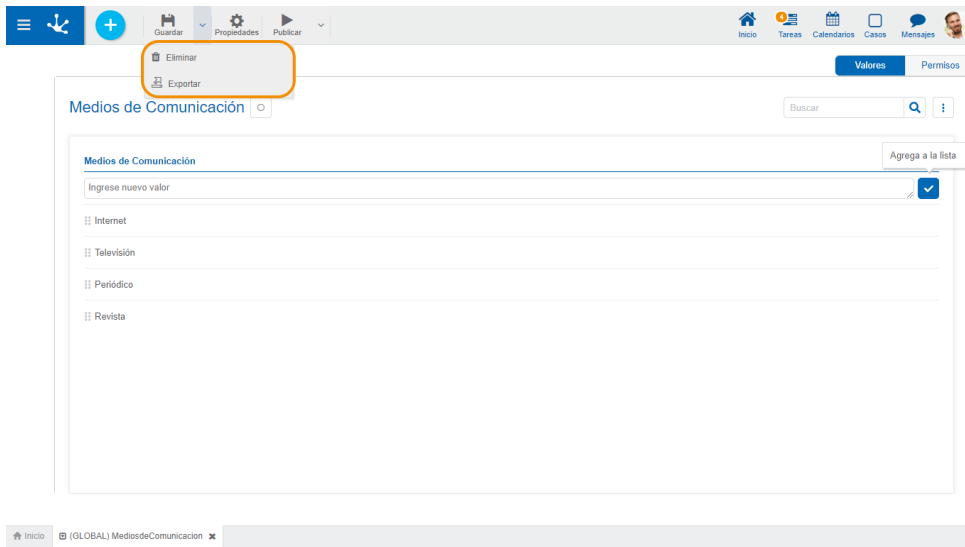 Guardar
Propiedades
Publicar
Inicio
4
Tareas
Calendarios
Casos
Mensajes
Eliminar
Exportar
Valores
Permisos
Medios de Comunicación
Buscar
Agrega a la lista
Medios de Comunicación
Ingrese nuevo valor
Internet
Televisión
Periódico
Revista
Inicio
(GLOBAL) MediosdeComunicacion